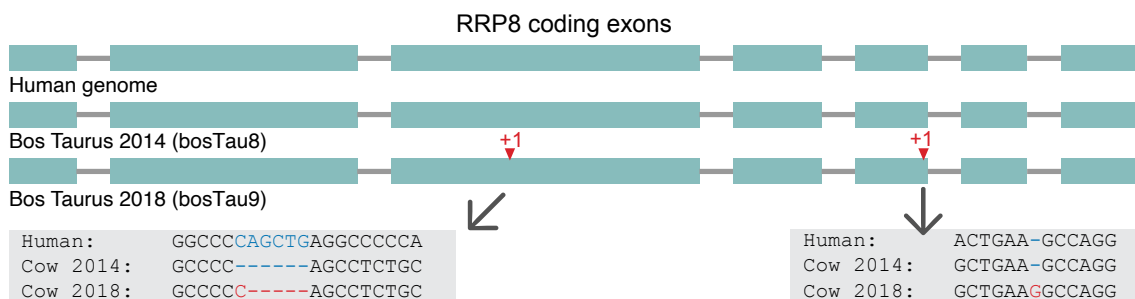 RRP8 coding exons
Human genome
Bos Taurus 2014 (bosTau8)
+1
+1
Bos Taurus 2018 (bosTau9)
Human: GGCCCCAGCTGAGGCCCCCA
Cow 2014: GCCCC------AGCCTCTGC
Cow 2018: GCCCCC-----AGCCTCTGC
Human: ACTGAA-GCCAGG
Cow 2014: GCTGAA-GCCAGG
Cow 2018: GCTGAAGGCCAGG